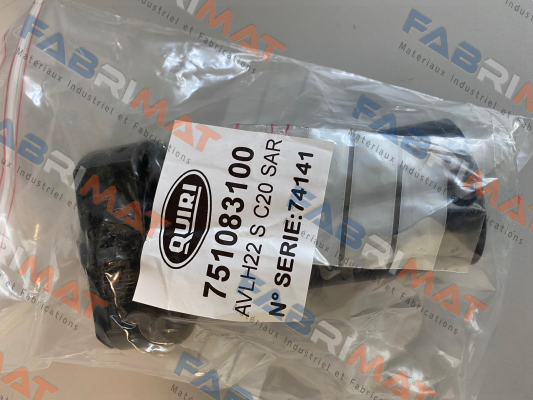 QUIRI
751083100
AVLH22 S C20 SAR
N° SERIE:74141
FABRIMAT
Matériaux Industriel et Fabrications